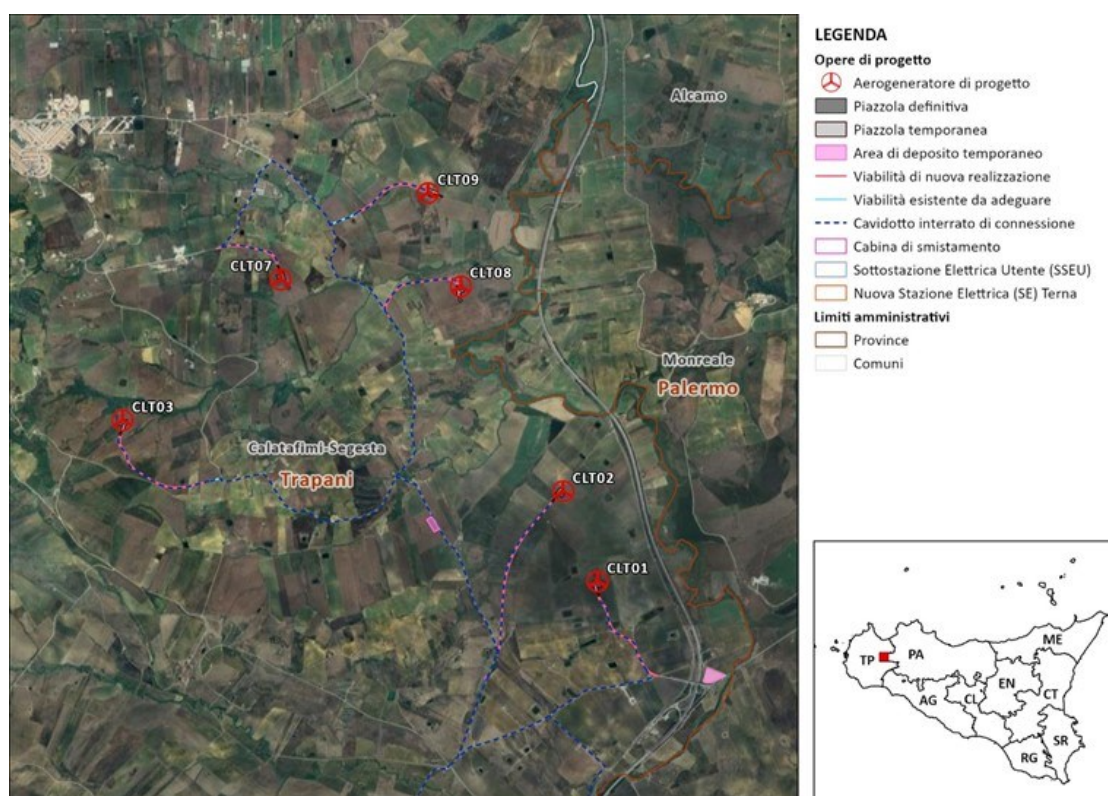 Alcamo
CLT09
CLT07
CLT08
Monreale
Palermo
CLT03
Calatafimi-Segesta
Trapani
CLT02
CLT01
LEGENDA
Opere di progetto
Aerogeneratore di progetto
Piazzola definitiva
Piazzola temporanea
Area di deposito temporaneo
Viabilità di nuova realizzazione
Viabilità esistente da adeguare
Cavidotto interrato di connessione
Cabina di smistamento
Sottostazione Elettrica Utente (SSEU)
Nuova Stazione Elettrica (SE) Terna
Limiti amministrativi
Province
Comuni
ME
TP
PA
EN
CT
AG
CL
SR
RG